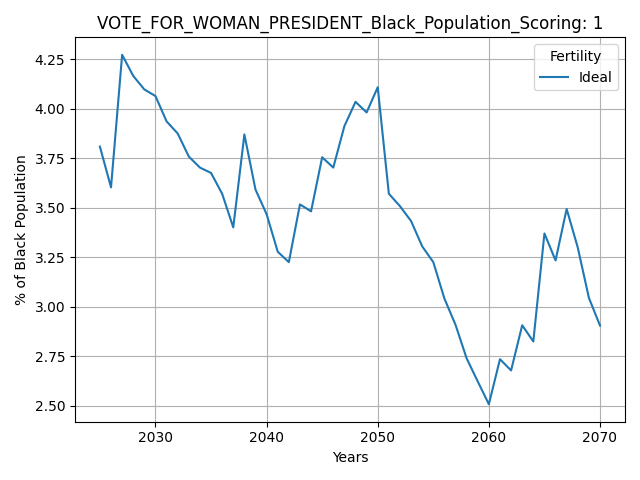 VOTE_FOR_WOMAN_PRESIDENT_Black_Population_Scoring: 1
Fertility
Ideal
% of Black Population
4.25
4.00
3.75
3.50
3.25
3.00
2.75
2.50
2030 2040 2050 2060 2070
Years